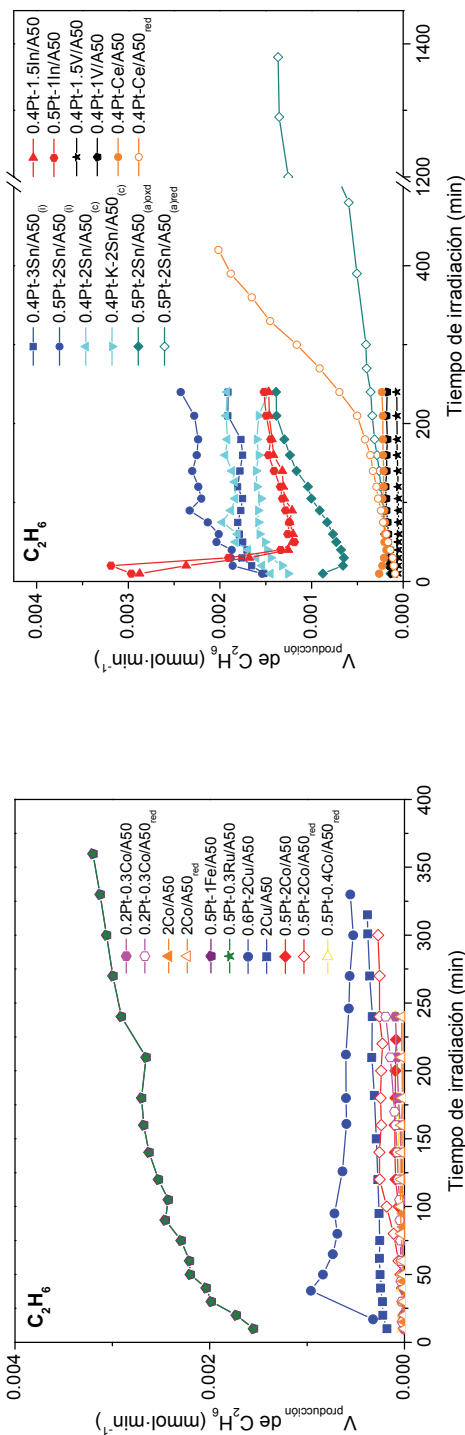 C2H6
0.004
0.002
0.000
V producción de C2H6 (mmol·min-1)
0.2Pt-0.3Co/A50
0.2Pt-0.3Co/A50red
2Co/A50
2Co/A50red
0.5Pt-1Fe/A50
0.5Pt-0.3Ru/A50
0.6Pt-2Cu/A50
2Cu/A50
0.5Pt-2Co/A50
0.5Pt-2Co/A50red
0.5Pt-0.4Co/A50red
0 50 100 150 200 250 300 350 400
Tiempo de irradiación (min)
C2H6
0.004
0.003
0.002
0.001
0.000
V producción de C2H6 (mmol·min-1)
0.4Pt-3Sn/A50(i)
0.5Pt-2Sn/A50(i)
0.4Pt-2Sn/A50(c)
0.4Pt-K-2Sn/A50(c)
0.5Pt-2Sn/A50(a)oxd
0.5Pt-2Sn/A50(a)red
0.4Pt-1.5In/A50
0.5Pt-1In/A50
0.4Pt-1.5V/A50
0.4Pt-1V/A50
0.4Pt-Ce/A50
0.4Pt-Ce/A50red
0 200 400 1200 1400
Tiempo de irradiación (min)